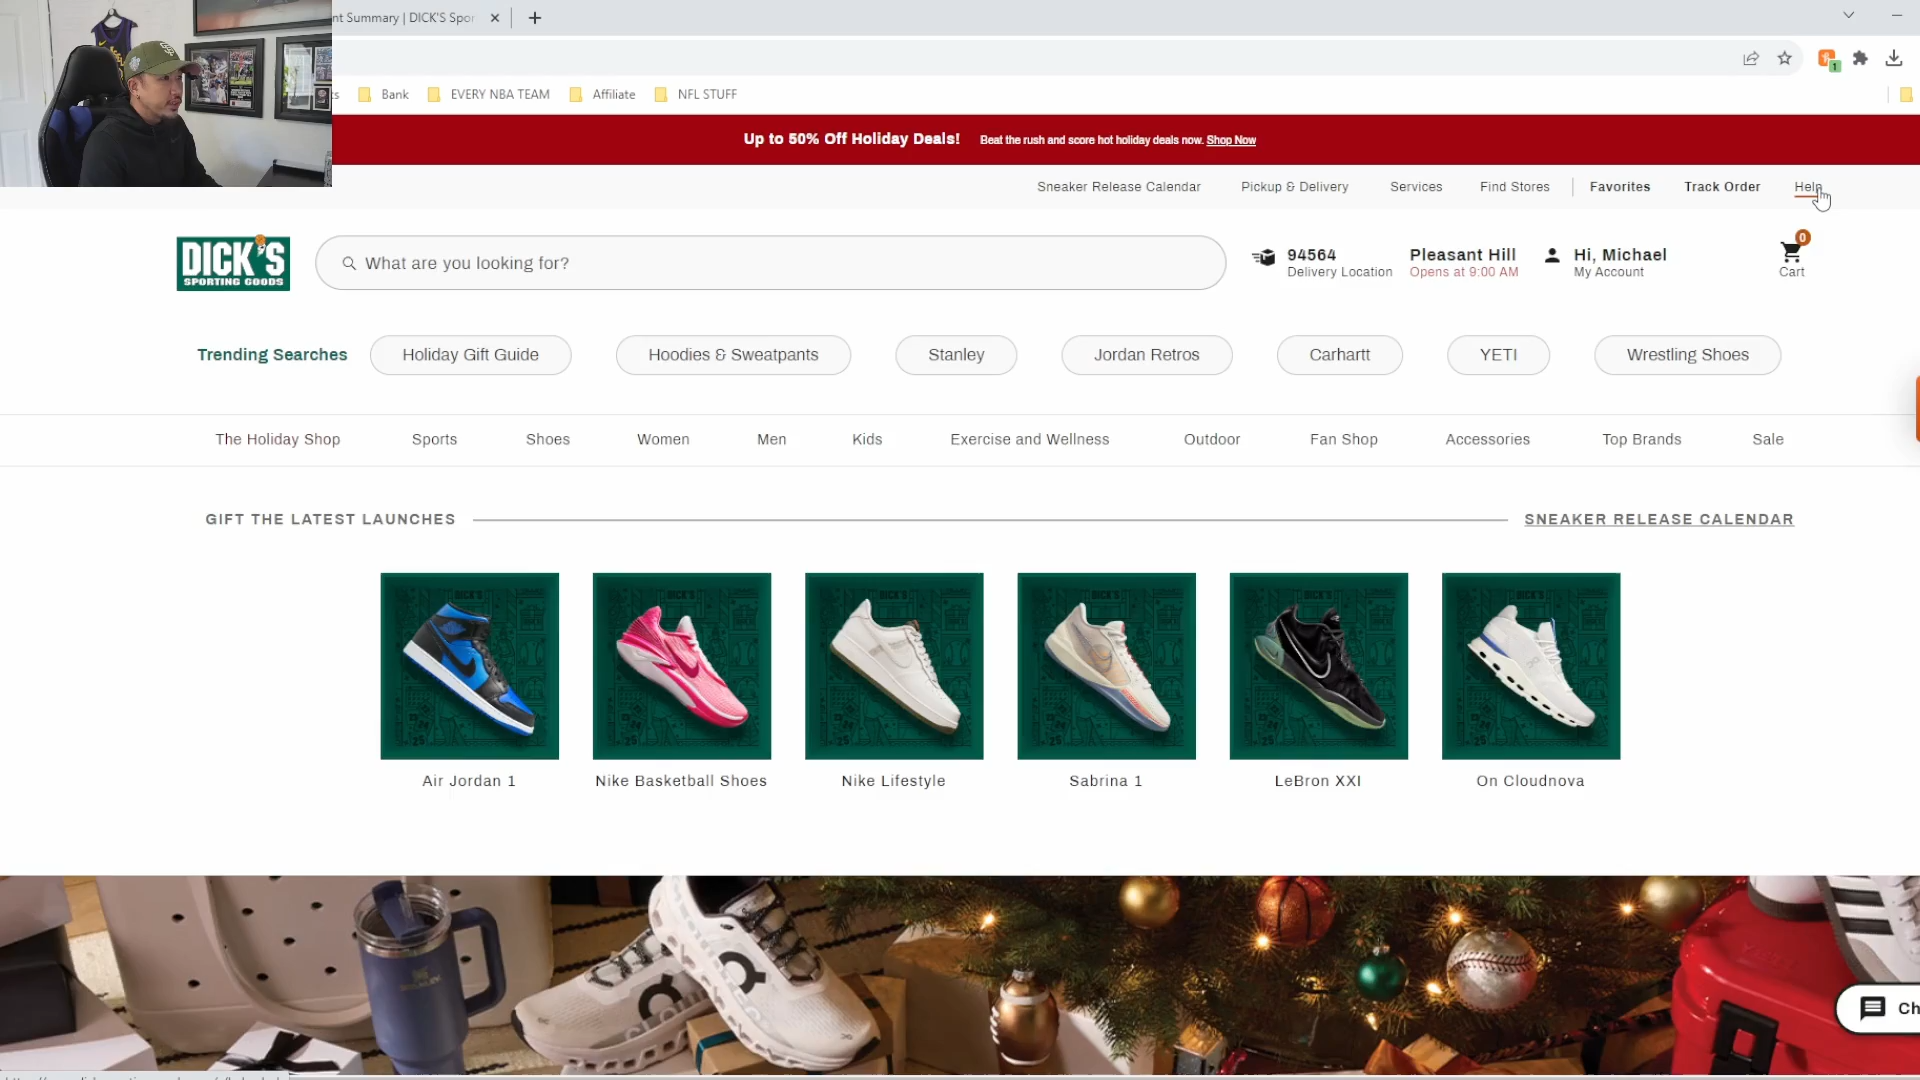 nt Summary | DICK'S Spor
Bank
EVERY NBA TEAM
Affiliate
NFL STUFF
1
Up to 50% Off Holiday Deals! Beat the rush and score hot holiday deals now. Shop Now
Sneaker Release Calendar
Pickup & Delivery
Services
Find Stores
Favorites
Track Order
Help
DICK'S
SPORTING GOODS
What are you looking for?
94564
Delivery Location
Pleasant Hill
Opens at 9:00 AM
Hi, Michael
My Account
0
Cart
Trending Searches
Holiday Gift Guide
Hoodies & Sweatpants
Stanley
Jordan Retros
Carhartt
YETI
Wrestling Shoes
The Holiday Shop
Sports
Shoes
Women
Men
Kids
Exercise and Wellness
Outdoor
Fan Shop
Accessories
Top Brands
Sale
GIFT THE LATEST LAUNCHES
SNEAKER RELEASE CALENDAR
Air Jordan 1
Nike Basketball Shoes
Nike Lifestyle
Sabrina 1
LeBron XXI
On Cloudnova
Ch